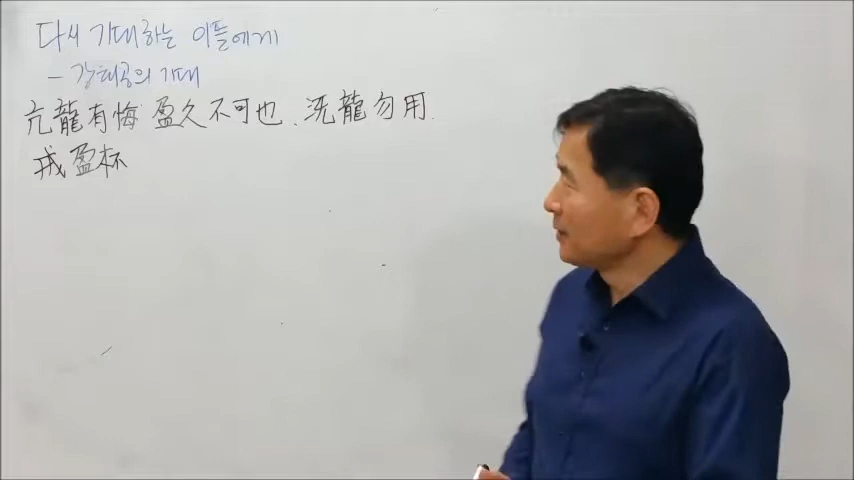 다시 기대하는 이들에게
- 강태공의 기대
亢龍有悔 盈久不可也. 洗龍勿用.
戒盈杯